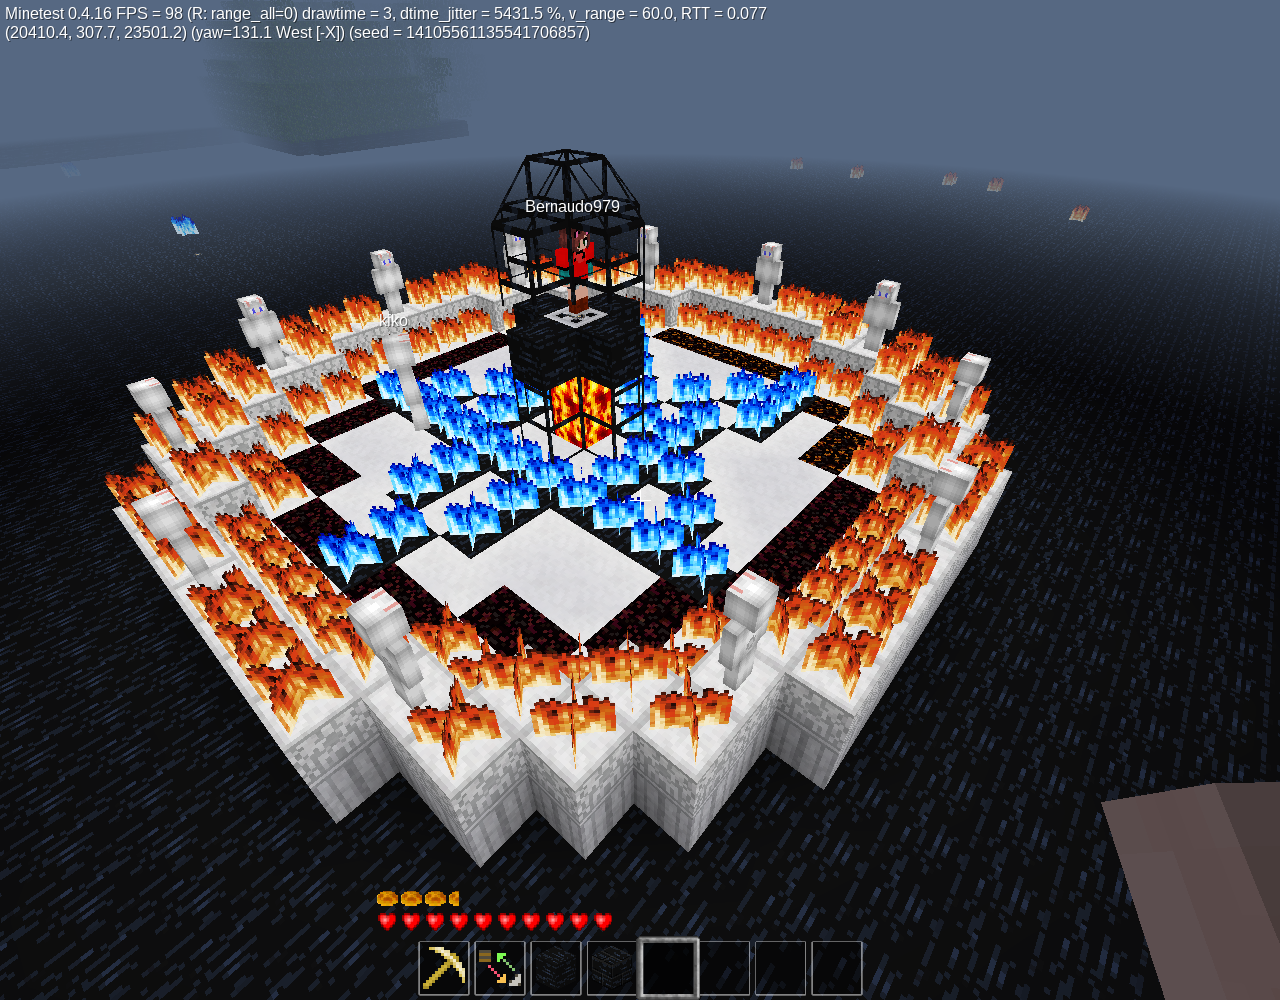 Minetest 0.4.16 FPS = 98 (R: range_all=0) drawtime = 3, dtime_jitter = 5431.5 %, v_range = 60.0, RTT = 0.077
(20410.4, 307.7, 23501.2) (yaw=131.1 West [-X]) (seed = 14105561135541706857)
Bernaudo979
kiko